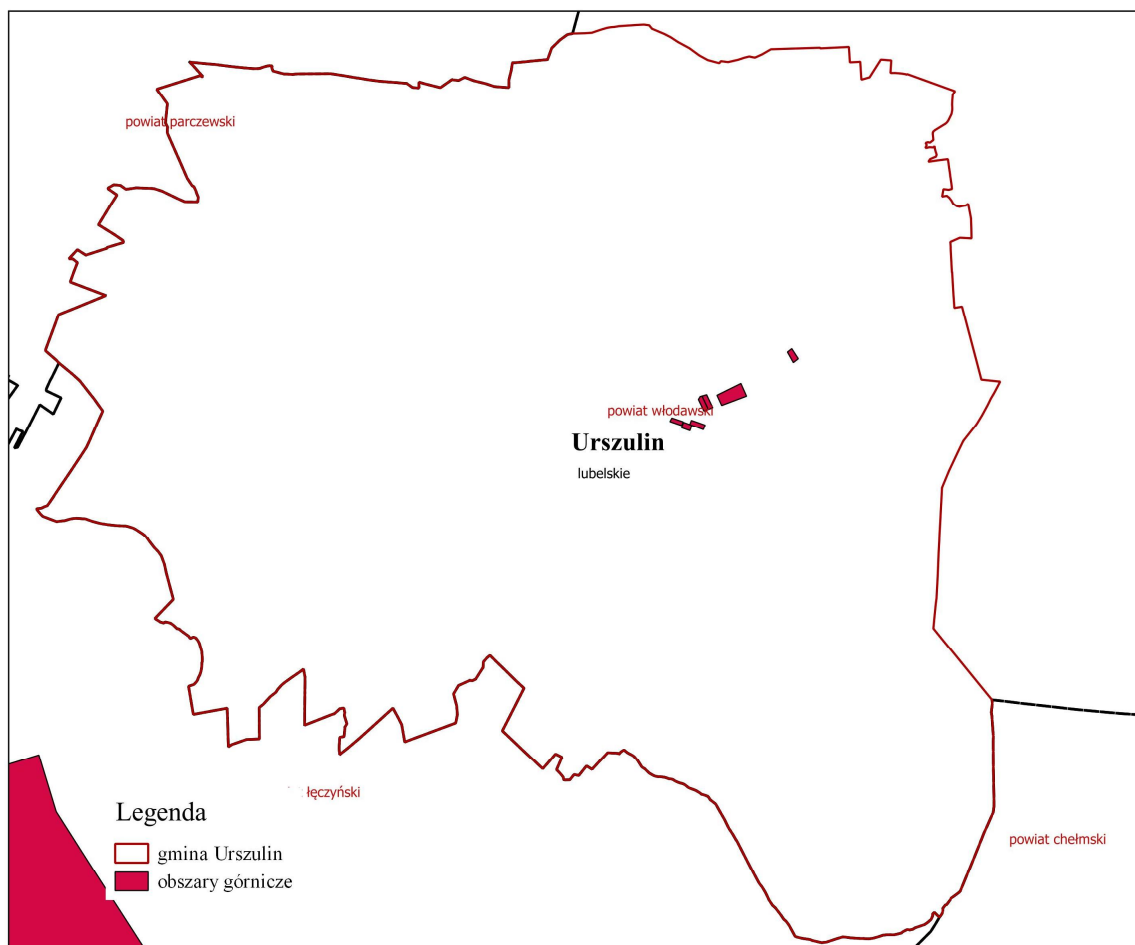 powiat parczewski
powiat włodawski
Urszulin
lubelskie
łęczyński
Legenda
gmina Urszulin
obszary górnicze
powiat chełmski